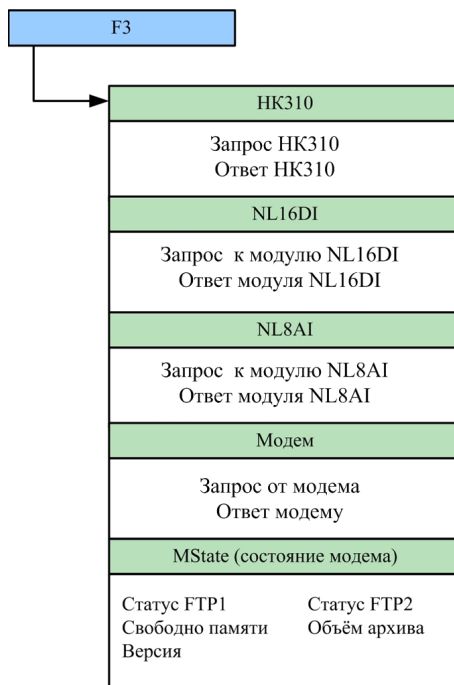 F3
НК310
Запрос НК310
Ответ НК310
NL16DI
Запрос к модулю NL16DI
Ответ модуля NL16DI
NL8AI
Запрос к модулю NL8AI
Ответ модуля NL8AI
Модем
Запрос от модема
Ответ модему
MState (состояние модема)
Статус FTP1 Статус FTP2
Свободно памяти Объём архива
Версия